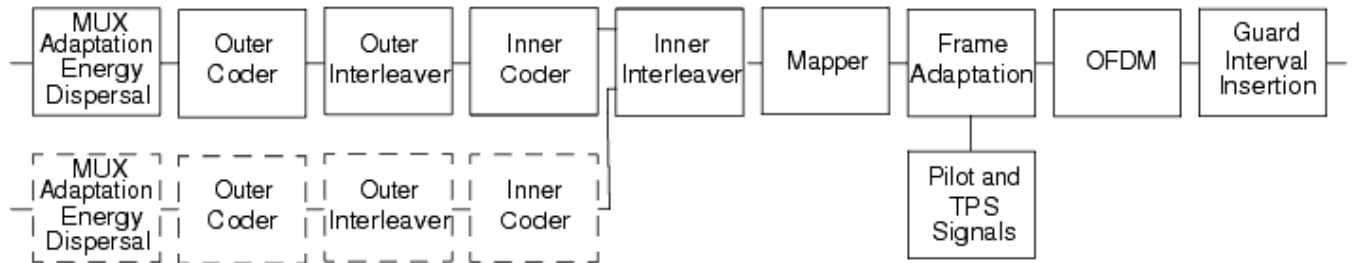 MUX
Adaptation
Energy
Dispersal
Outer
Coder
Outer
Interleaver
Inner
Coder
Inner
Interleaver
Mapper
Frame
Adaptation
OFDM
Guard
Interval
Insertion
MUX
Adaptation
Energy
Dispersal
Outer
Coder
Outer
Interleaver
Inner
Coder
Pilot and
TPS
Signals